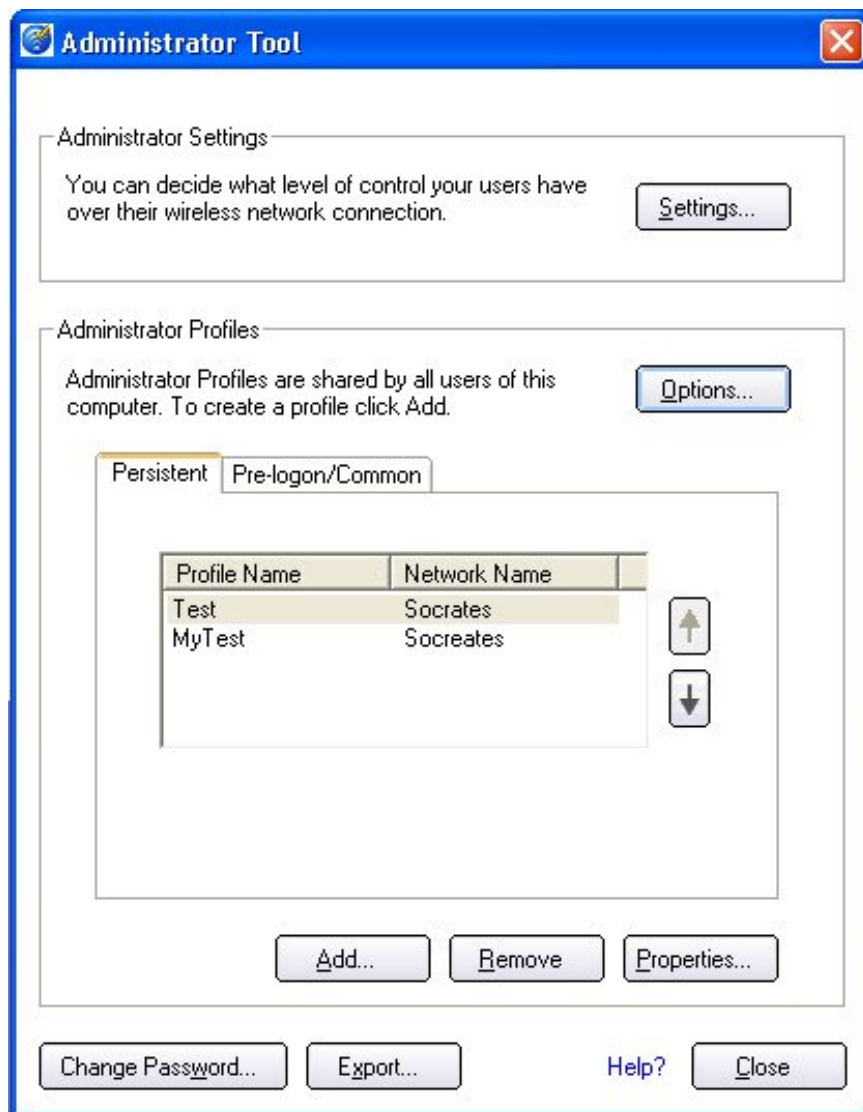 Administrator Tool
Administrator Settings
You can decide what level of control your users have
over their wireless network connection.
Settings...
Administrator Profiles
Administrator Profiles are shared by all users of this
computer. To create a profile click Add.
Options...
Persistent Pre-logon/Common
Profile Name Network Name
Test Socrates
MyTest Socreates
Add... Remove Properties...
Change Password... Export... Help? Close